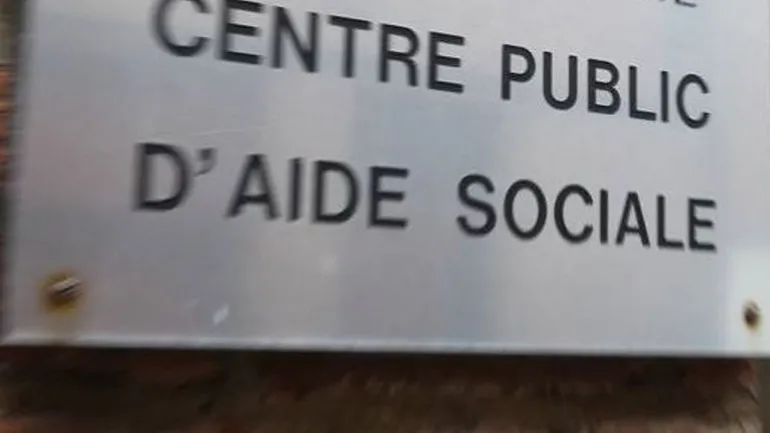 CENTRE PUBLIC
D'AIDE SOCIALE